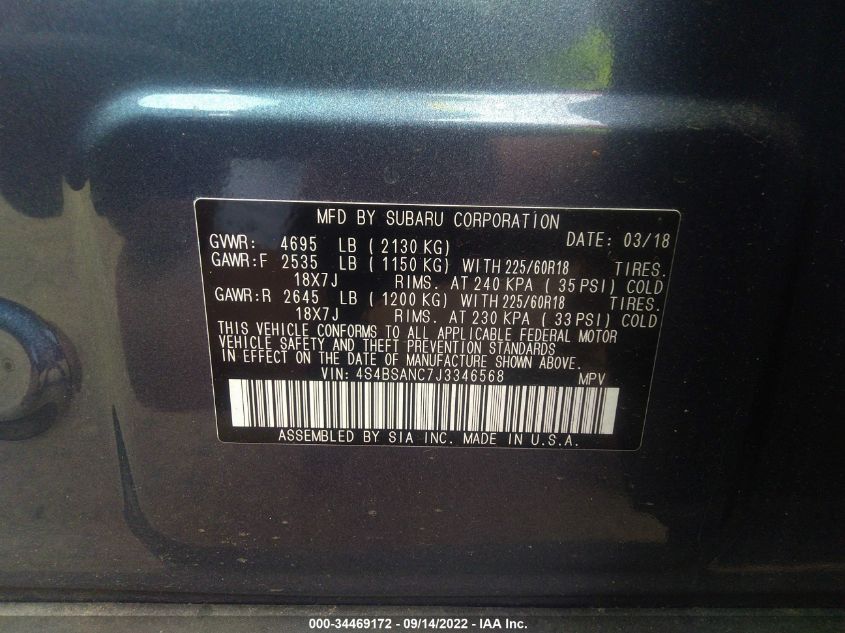 MFD BY SUBARU CORPORATION
GVWR: 4695 LB ( 2130 KG) DATE: 03/18
GAWR:F 2535 LB ( 1150 KG) WITH 225/60R18 TIRES.
18X7J RIMS. AT 240 KPA ( 35 PSI) COLD
GAWR:R 2645 LB ( 1200 KG) WITH 225/60R18 TIRES.
18X7J RIMS. AT 230 KPA ( 33 PSI) COLD
THIS VEHICLE CONFORMS TO ALL APPLICABLE FEDERAL MOTOR
VEHICLE SAFETY AND THEFT PREVENTION STANDARDS
IN EFFECT ON THE DATE OF MANUFACTURE SHOWN ABOVE.
VIN: 4S4BSANC7J3346568 MPV
ASSEMBLED BY SIA INC. MADE IN U.S.A.
000-34469172 - 09/14/2022 - IAA Inc.